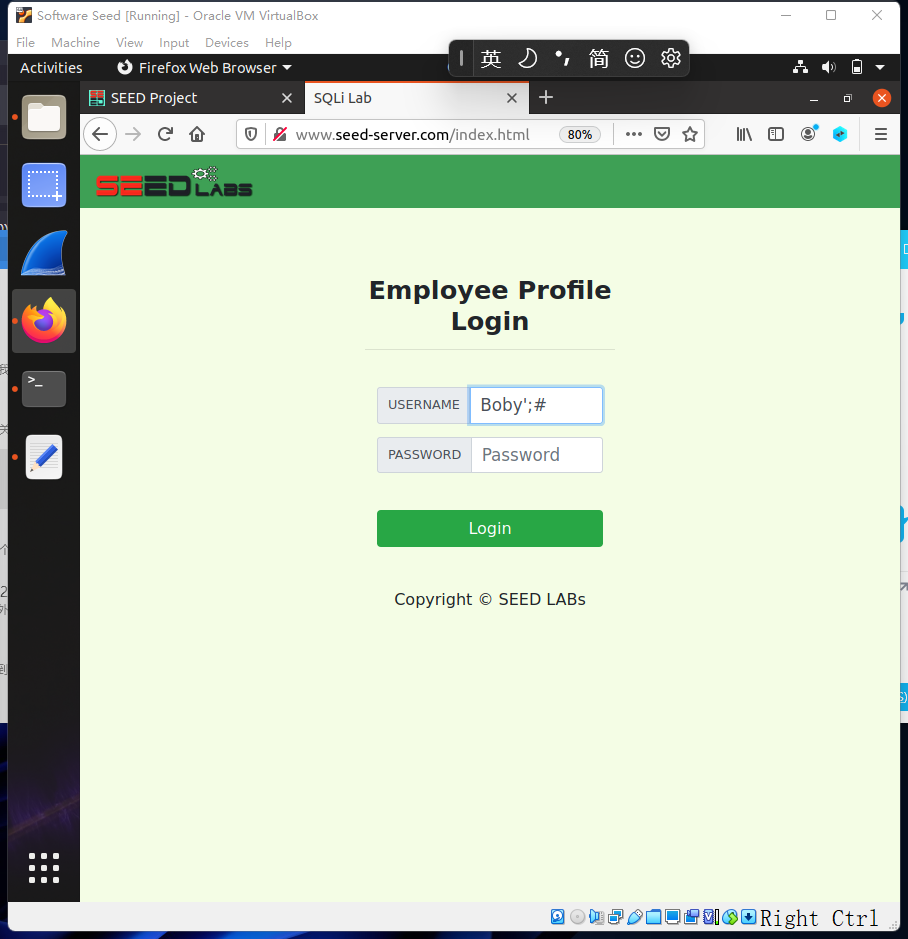 Software Seed [Running] - Oracle VM VirtualBox
File Machine View Input Devices Help
Activities Firefox Web Browser 英 简
SEED Project SQLi Lab
www.seed-server.com/index.html 80%
SEEDLABS
Employee Profile
Login
USERNAME Boby';#
PASSWORD Password
Login
Copyright © SEED LABs
Right Ctrl